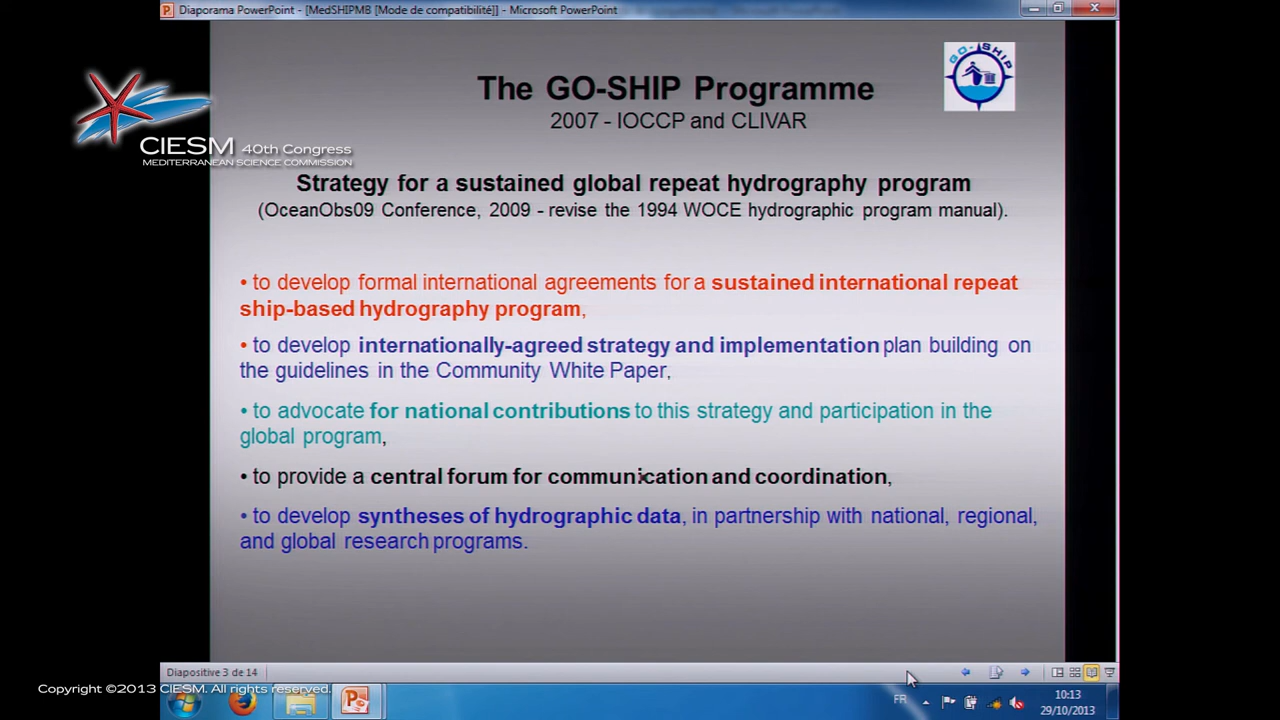 Diaporama PowerPoint - [MedSHIPMB [Mode de compatibilité]] - Microsoft PowerPoint
GO-SHIP
The GO-SHIP Programme
2007 - IOCCP and CLIVAR
CIESM 40th Congress
MEDITERRANEAN SCIENCE COMMISSION
Strategy for a sustained global repeat hydrography program
(OceanObs09 Conference, 2009 - revise the 1994 WOCE hydrographic program manual).
• to develop formal international agreements for a sustained international repeat
ship-based hydrography program,
• to develop internationally-agreed strategy and implementation plan building on
the guidelines in the Community White Paper,
• to advocate for national contributions to this strategy and participation in the
global program,
• to provide a central forum for communication and coordination,
• to develop syntheses of hydrographic data, in partnership with national, regional,
and global research programs.
Diapositive 3 de 14
Copyright ©2013 CIESM. All rights reserved.
FR
10:13
29/10/2013